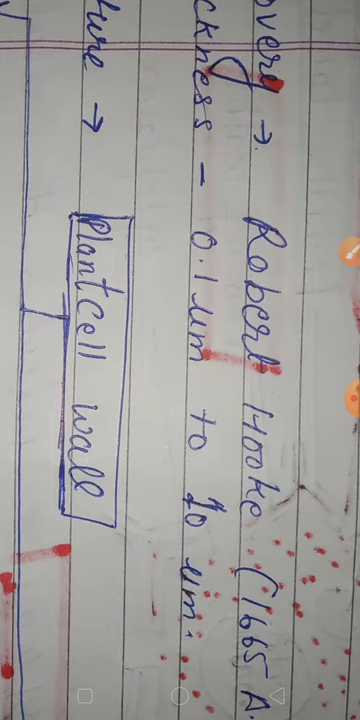 overy → Robert Hooke (1665 A.
ckness - 0.1 um to 10 um.
ture →
Plant Cell wall